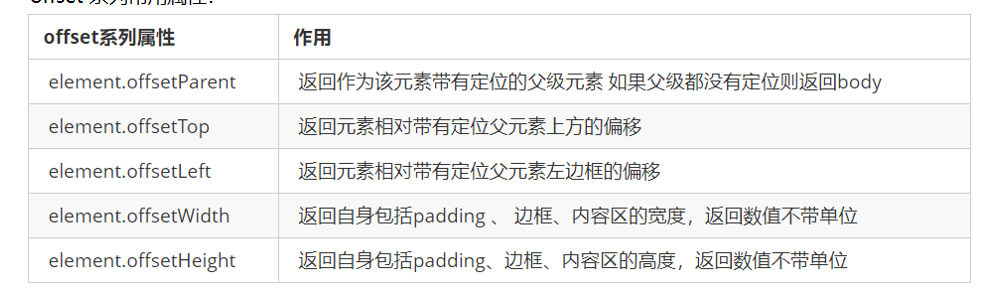 offset系列属性 作用
element.offsetParent 返回作为该元素带有定位的父级元素 如果父级都没有定位则返回body
element.offsetTop 返回元素相对带有定位父元素上方的偏移
element.offsetLeft 返回元素相对带有定位父元素左边框的偏移
element.offsetWidth 返回自身包括padding 、 边框、内容区的宽度，返回数值不带单位
element.offsetHeight 返回自身包括padding、边框、内容区的高度，返回数值不带单位